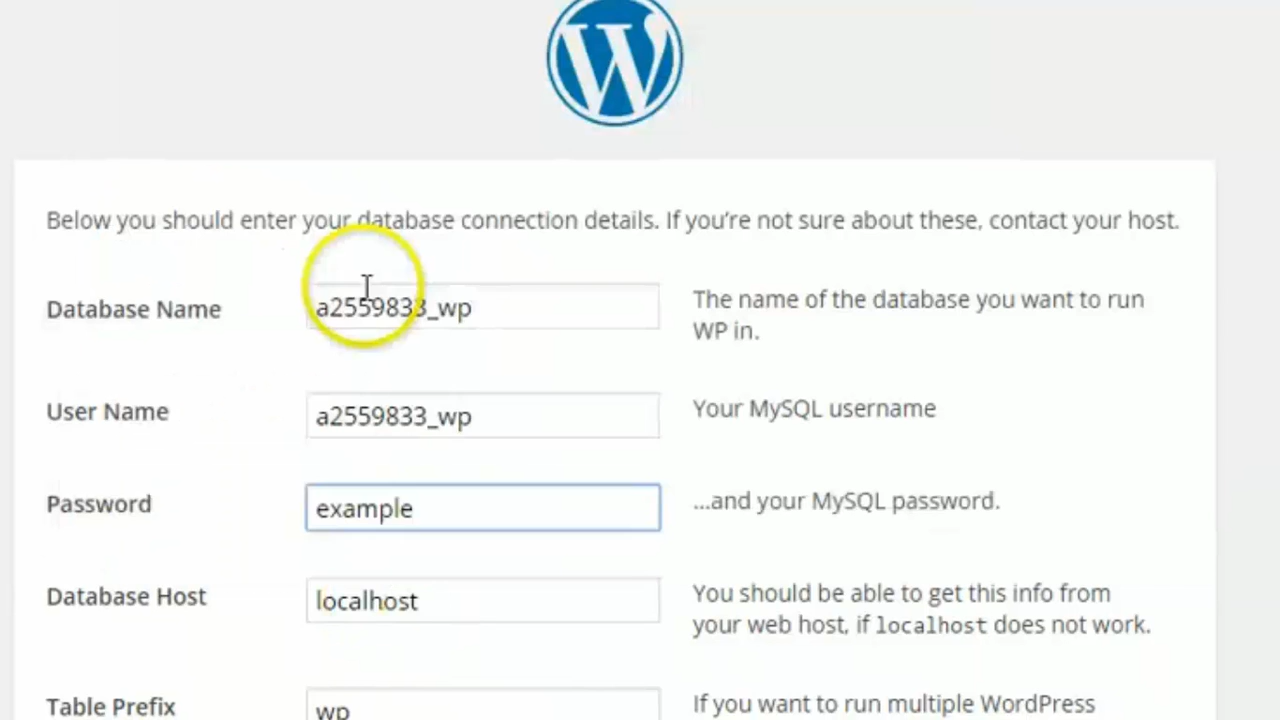 Below you should enter your database connection details. If you’re not sure about these, contact your host.
Database Name
a2559833_wp
The name of the database you want to run
WP in.
User Name
a2559833_wp
Your MySQL username
Password
example
...and your MySQL password.
Database Host
localhost
You should be able to get this info from
your web host, if localhost does not work.
Table Prefix
wp
If you want to run multiple WordPress